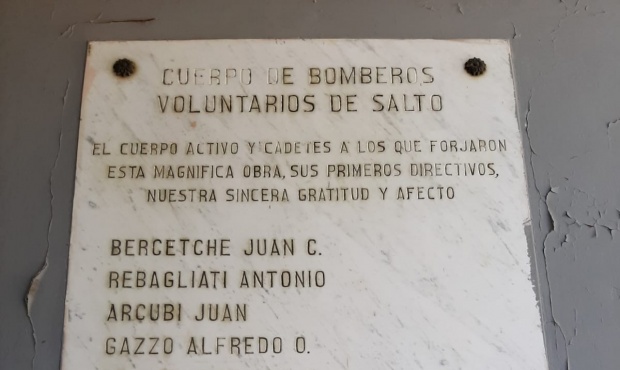 CUERPO DE BOMBEROS
VOLUNTARIOS DE SALTO
EL CUERPO ACTIVO Y CADETES A LOS QUE FORJARON
ESTA MAGNIFICA OBRA, SUS PRIMEROS DIRECTIVOS,
NUESTRA SINCERA GRATITUD Y AFECTO
BERCETCHE JUAN C.
REBAGLIATI ANTONIO
ARCUBI JUAN
GAZZO ALFREDO O.